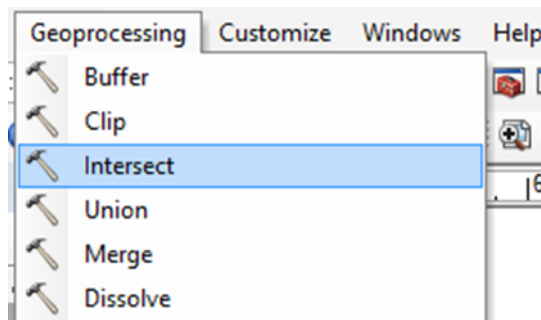 Geoprocessing Customize Windows Help
Buffer
Clip
Intersect
Union
Merge
Dissolve